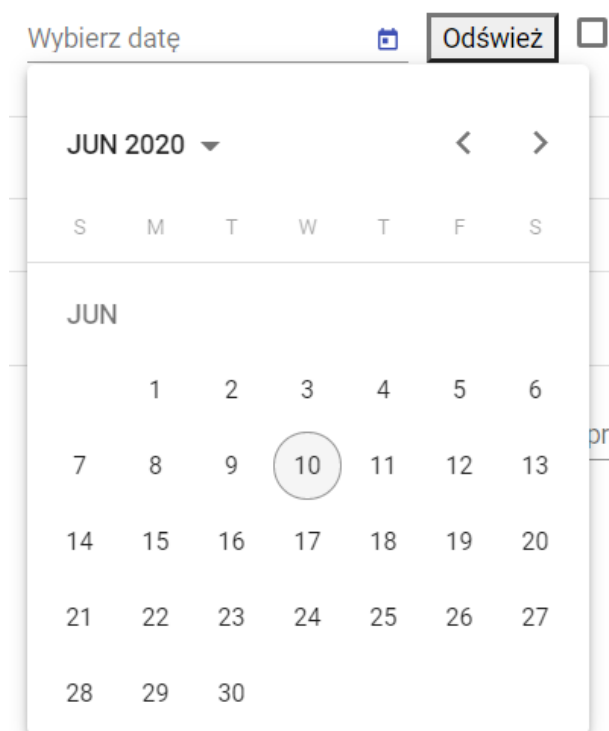 Wybierz datę Odśwież
JUN 2020
S M T W T F S
JUN
1 2 3 4 5 6
pr
7 8 9 10 11 12 13
14 15 16 17 18 19 20
21 22 23 24 25 26 27
28 29 30